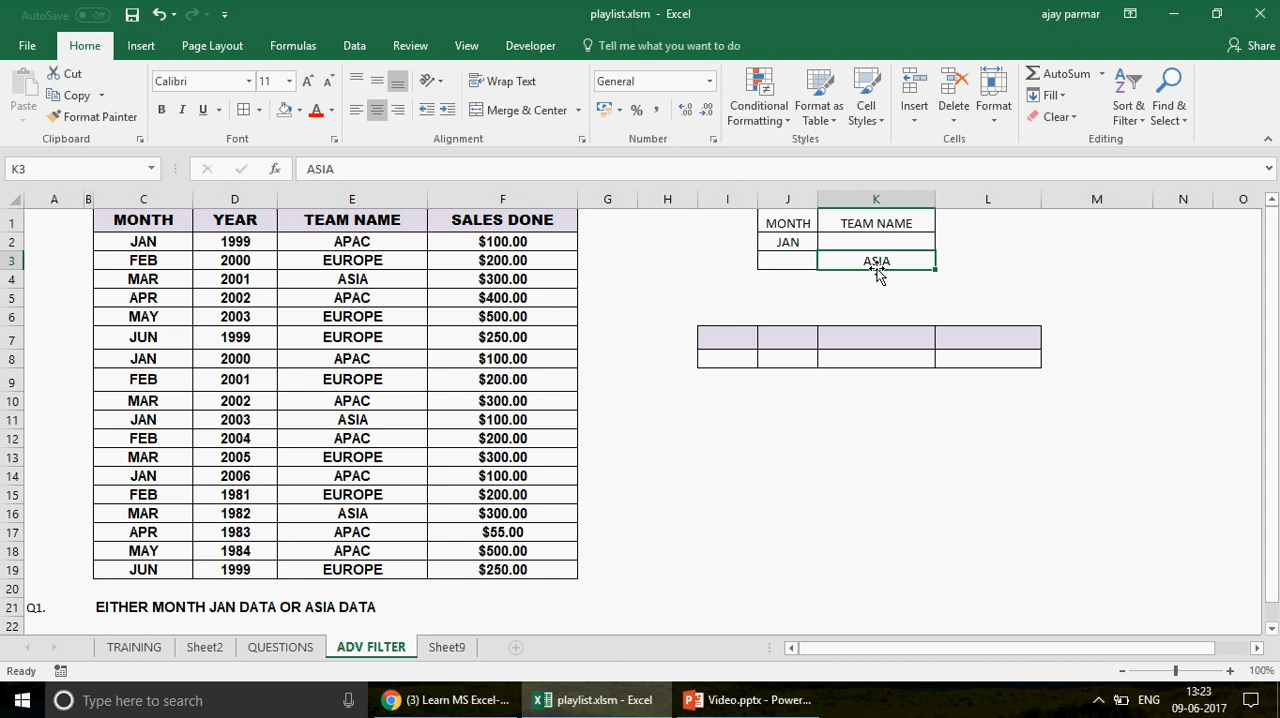 AutoSave Off
playlist.xlsm - Excel
ajay parmar
File Home Insert Page Layout Formulas Data Review View Developer Tell me what you want to do Share
Paste
Cut
Copy
Format Painter
Clipboard
Calibri 11 A A
B I U A
Font
Wrap Text
Merge & Center
Alignment
General
% ,
Number
Conditional Formatting
Format as Table
Cell Styles
Styles
Insert
Delete
Format
Cells
AutoSum
Fill
Clear
Sort & Filter
Find & Select
Editing
K3 fx ASIA
A B C D E F G H I J K L M N O
1 MONTH YEAR TEAM NAME SALES DONE MONTH TEAM NAME
2 JAN 1999 APAC $100.00 JAN
3 FEB 2000 EUROPE $200.00 ASIA
4 MAR 2001 ASIA $300.00
5 APR 2002 APAC $400.00
6 MAY 2003 EUROPE $500.00
7 JUN 1999 EUROPE $250.00
8 JAN 2000 APAC $100.00
9 FEB 2001 EUROPE $200.00
10 MAR 2002 APAC $300.00
11 JAN 2003 ASIA $100.00
12 FEB 2004 APAC $200.00
13 MAR 2005 EUROPE $300.00
14 JAN 2006 APAC $100.00
15 FEB 1981 EUROPE $200.00
16 MAR 1982 ASIA $300.00
17 APR 1983 APAC $55.00
18 MAY 1984 APAC $500.00
19 JUN 1999 EUROPE $250.00
20
21 Q1. EITHER MONTH JAN DATA OR ASIA DATA
22
TRAINING Sheet2 QUESTIONS ADV FILTER Sheet9
Ready 100%
Type here to search
(3) Learn MS Excel-...
playlist.xlsm - Excel
Video.pptx - Power...
ENG
13:23
09-06-2017